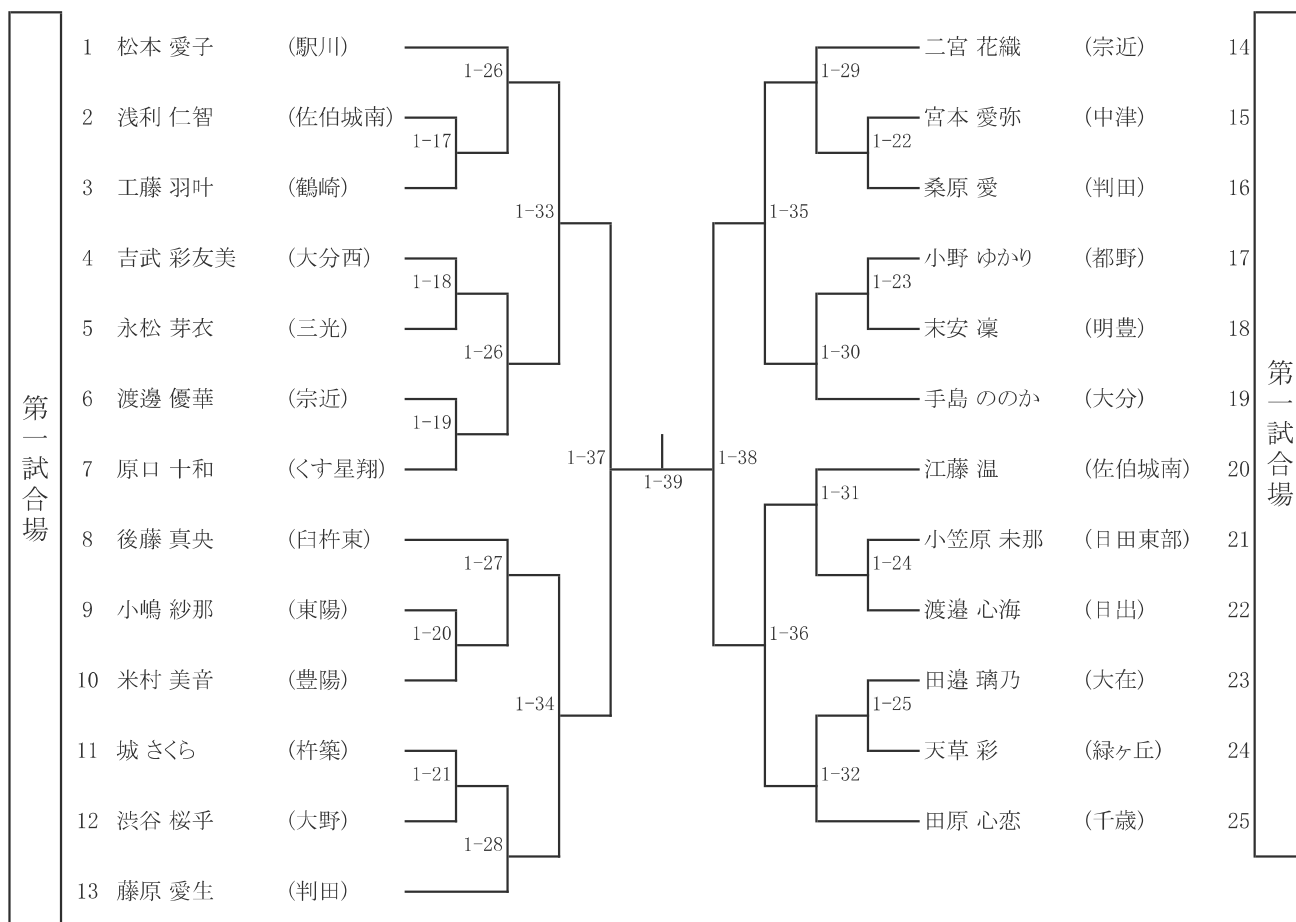 第一試合場
1 松本 愛子 (駅川)
1-26
2 浅利 仁智 (佐伯城南)
1-17
3 工藤 羽叶 (鶴崎)
1-33
4 吉武 彩友美 (大分西)
1-18
5 永松 芽衣 (三光)
1-26
6 渡邊 優華 (宗近)
1-19
7 原口 十和 (くす星翔)
1-37
8 後藤 真央 (臼杵東)
1-27
9 小嶋 紗那 (東陽)
1-20
10 米村 美音 (豊陽)
1-34
11 城 さくら (杵築)
1-21
12 渋谷 桜乎 (大野)
1-28
13 藤原 愛生 (判田)
1-39
二宮 花織 (宗近) 14
1-29
宮本 愛弥 (中津) 15
1-22
桑原 愛 (判田) 16
1-35
小野 ゆかり (都野) 17
1-23
末安 凜 (明豊) 18
1-30
手島 ののか (大分) 19
1-38
江藤 温 (佐伯城南) 20
1-31
小笠原 未那 (日田東部) 21
1-24
渡邉 心海 (日出) 22
1-36
田邉 璃乃 (大在) 23
1-25
天草 彩 (緑ヶ丘) 24
1-32
田原 心恋 (千歳) 25
第一試合場